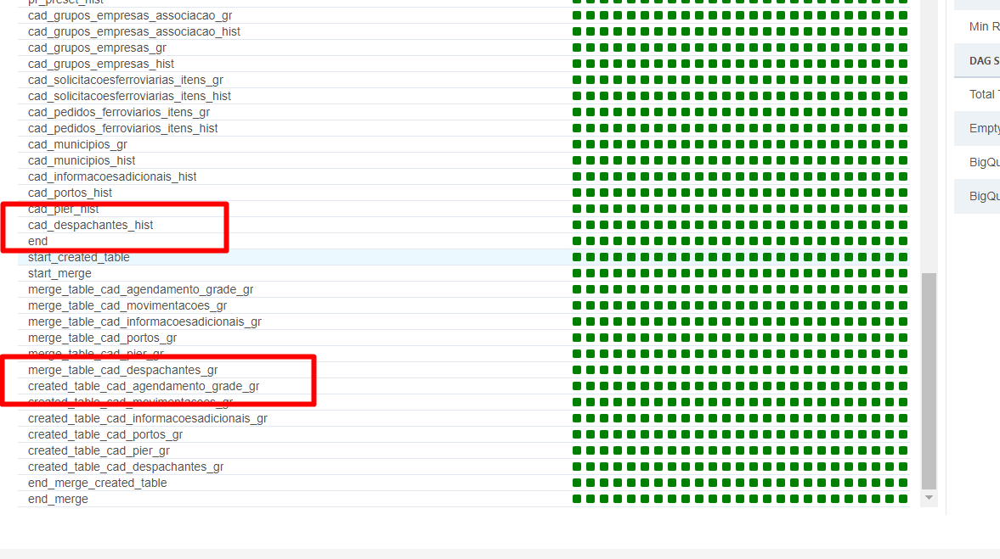 pr_preset_hist
cad_grupos_empresas_associacao_gr
cad_grupos_empresas_associacao_hist
cad_grupos_empresas_gr
cad_grupos_empresas_hist
cad_solicitacoesferroviarias_itens_gr
cad_solicitacoesferroviarias_itens_hist
cad_pedidos_ferroviarios_itens_gr
cad_pedidos_ferroviarios_itens_hist
cad_municipios_gr
cad_municipios_hist
cad_informacoesadicionais_hist
cad_portos_hist
cad_pier_hist
cad_despachantes_hist
end
start_created_table
start_merge
merge_table_cad_agendamento_grade_gr
merge_table_cad_movimentacoes_gr
merge_table_cad_informacoesadicionais_gr
merge_table_cad_portos_gr
merge_table_cad_pier_gr
merge_table_cad_despachantes_gr
created_table_cad_agendamento_grade_gr
created_table_cad_movimentacoes_gr
created_table_cad_informacoesadicionais_gr
created_table_cad_portos_gr
created_table_cad_pier_gr
created_table_cad_despachantes_gr
end_merge_created_table
end_merge
Min R
DAG S
Total T
Empty
BigQu
BigQu